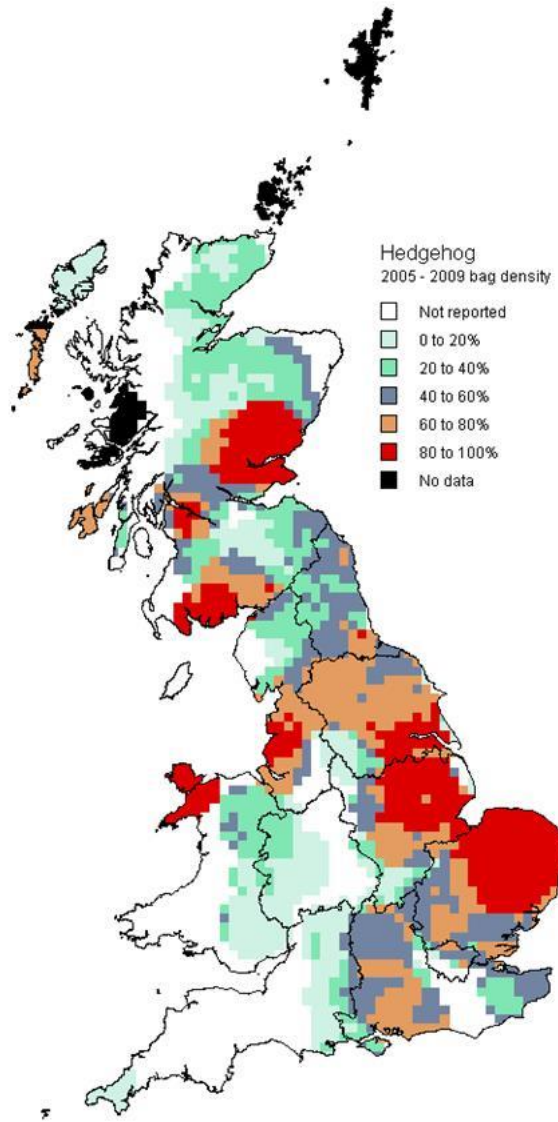 Hedgehog
2005 - 2009 bag density
Not reported
0 to 20%
20 to 40%
40 to 60%
60 to 80%
80 to 100%
No data